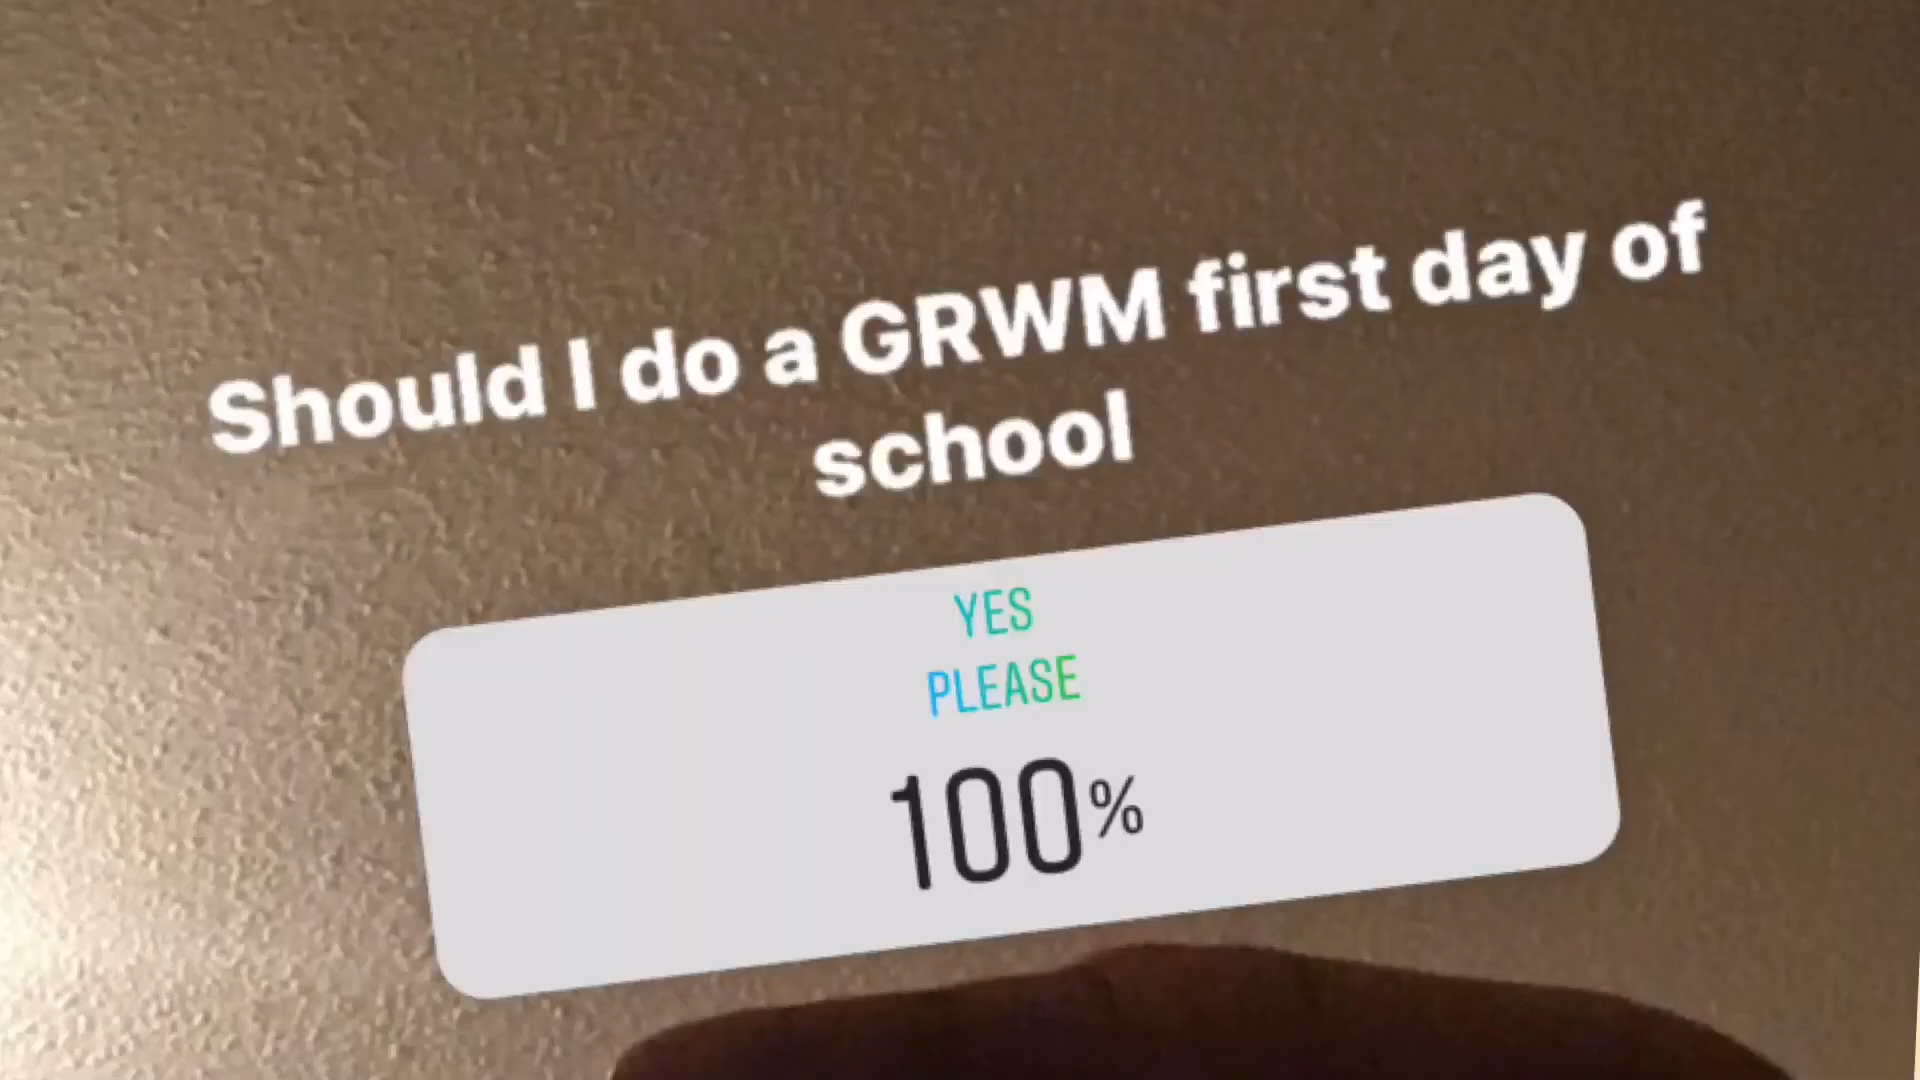 Should I do a GRWM first day of
school
YES
PLEASE
100%